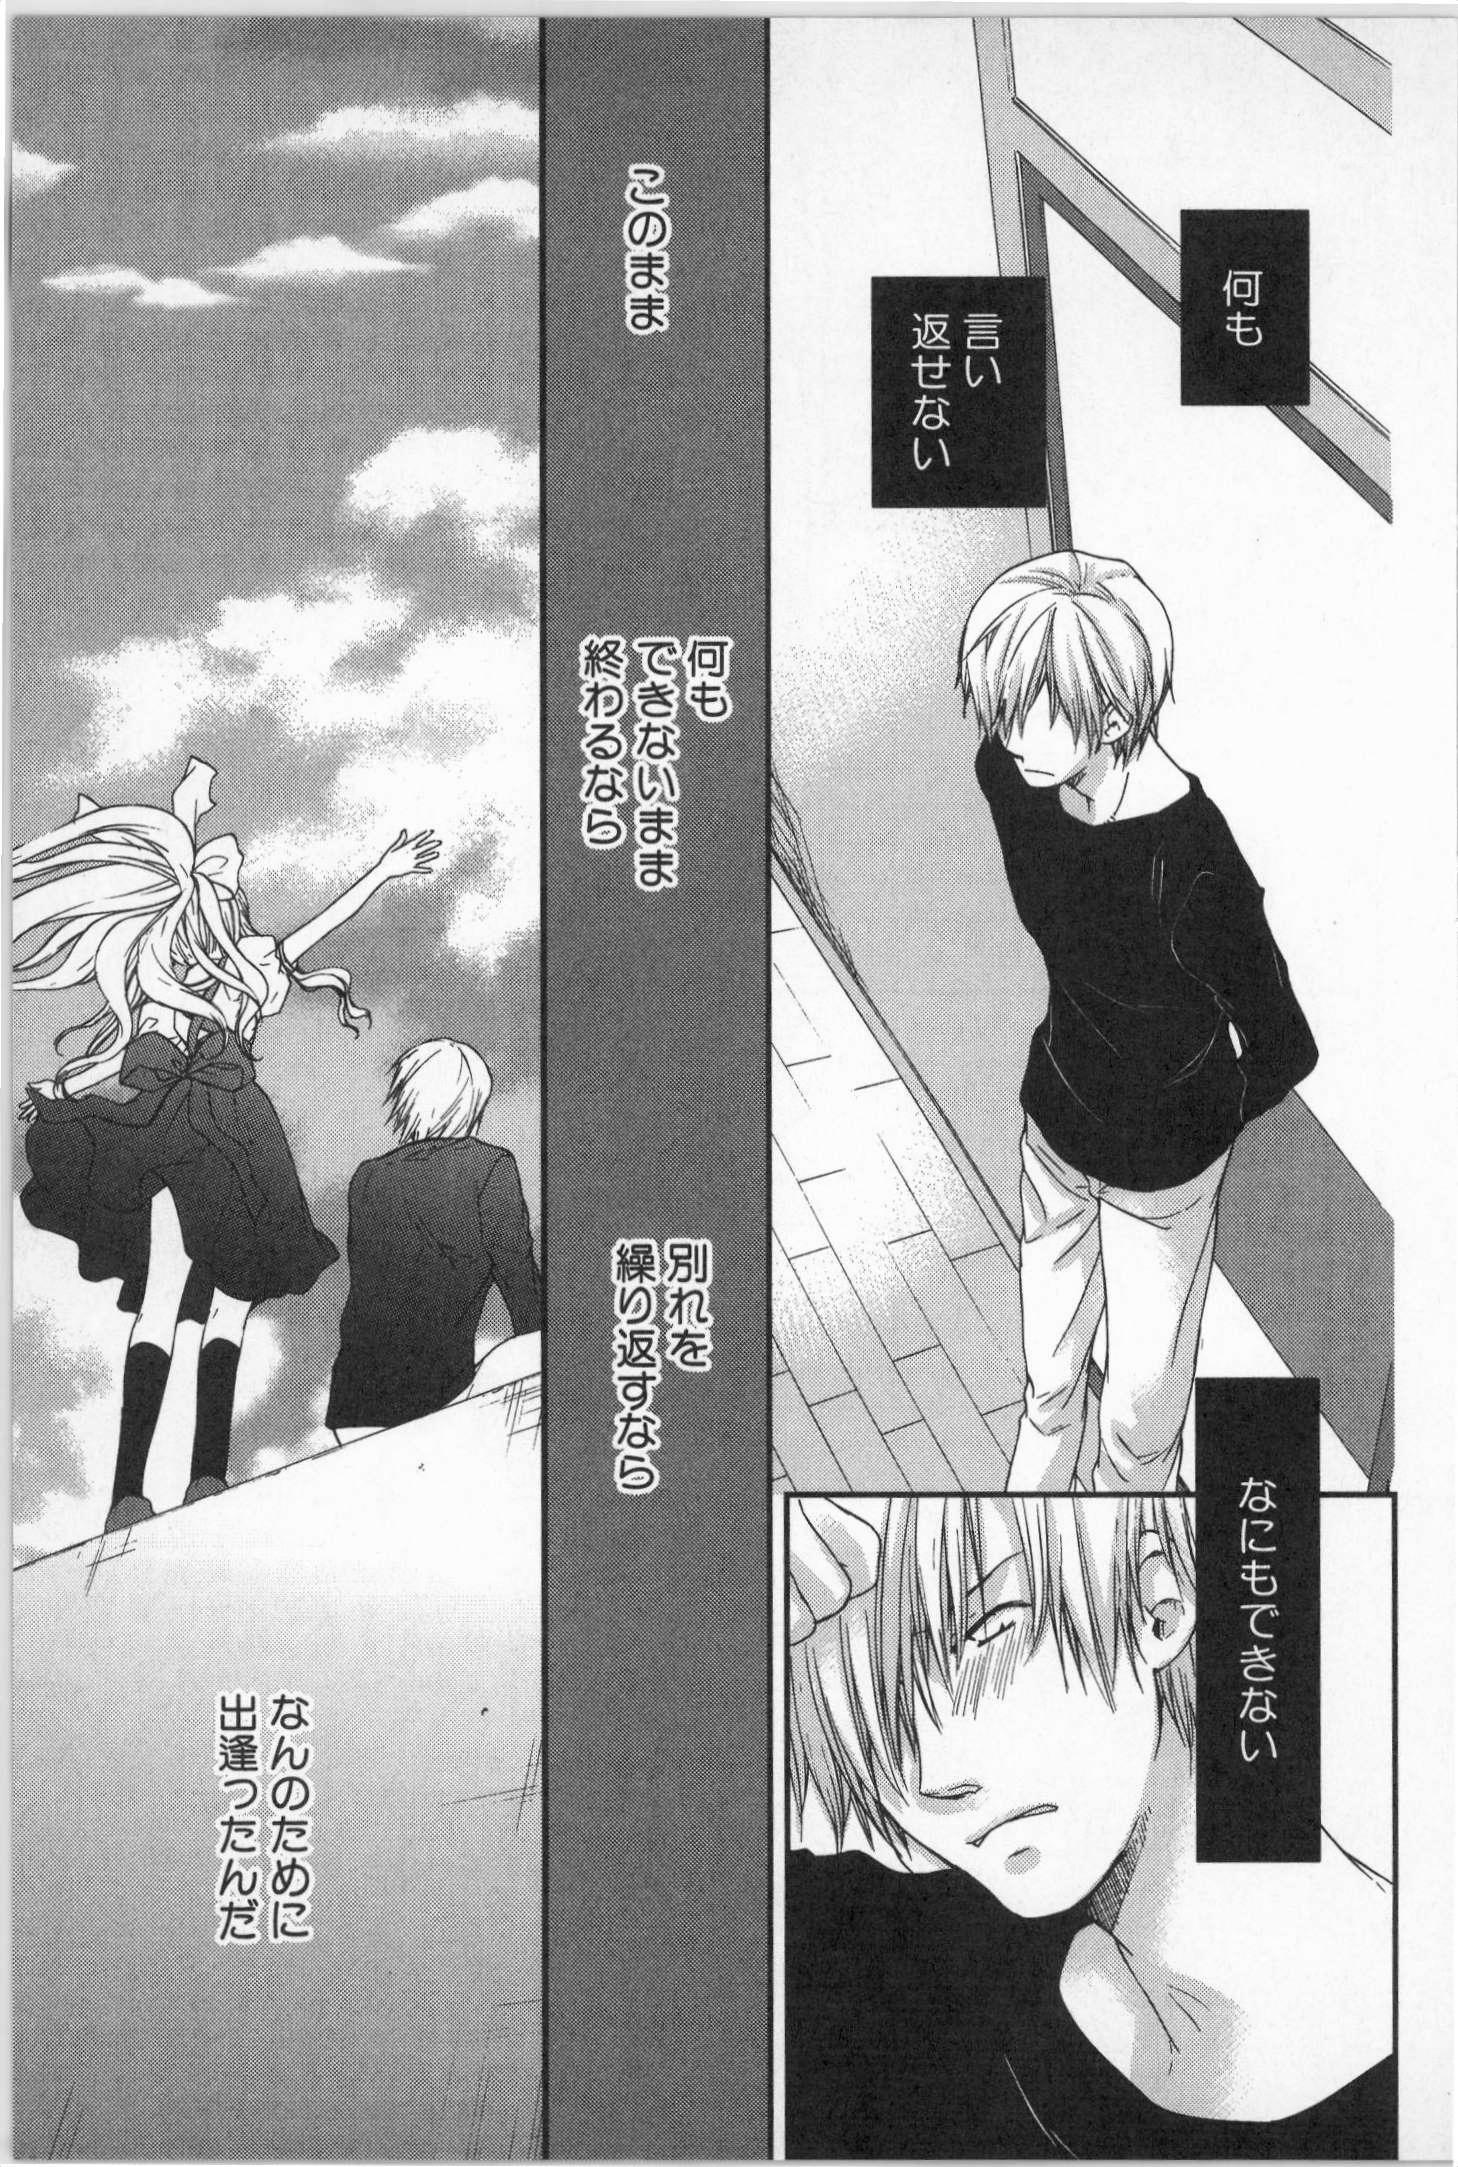 何も
言い
返せない
なにもできない
このまま
何も
できないまま
終わるなら
別れを
繰り返すなら
なんのために
出逢ったんだ